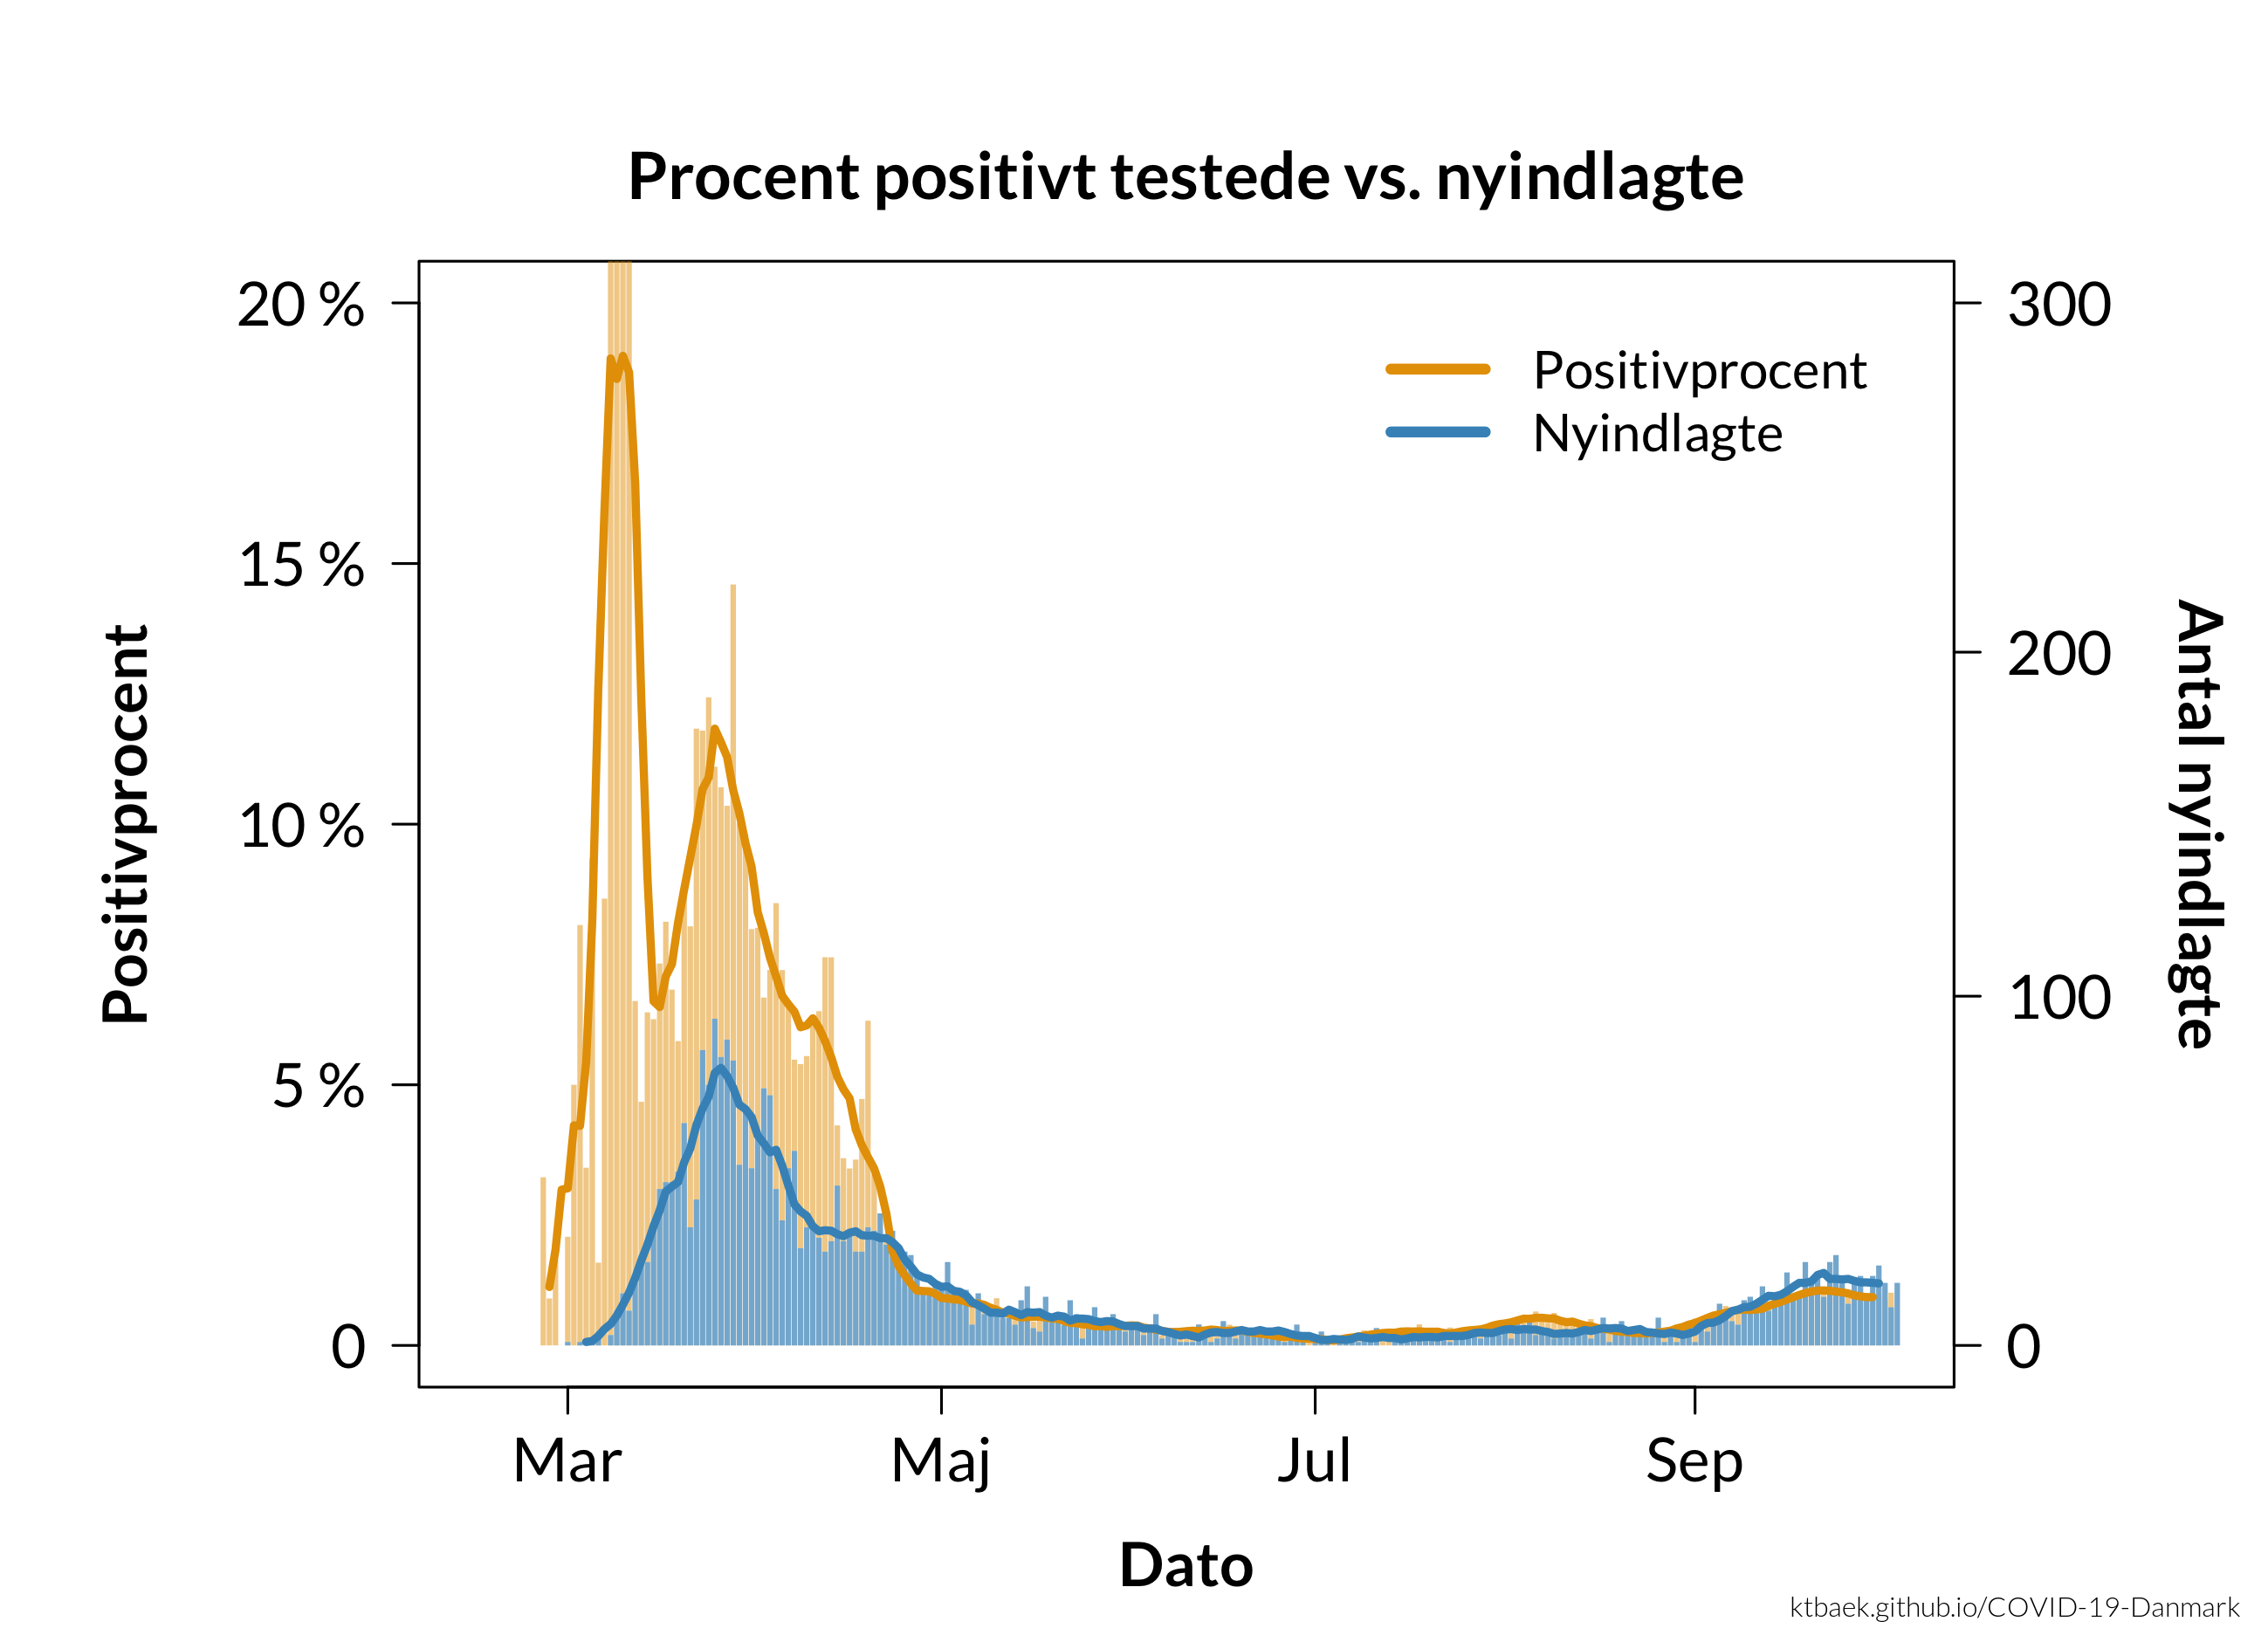 Procent positivt testede vs. nyindlagte
20 %
15 %
10 %
5 %
0
Positivprocent
300
200
100
0
Antal nyindlagte
Positivprocent
Nyindlagte
Mar
Maj
Jul
Sep
Dato
ktbaek.github.io/COVID-19-Danmark